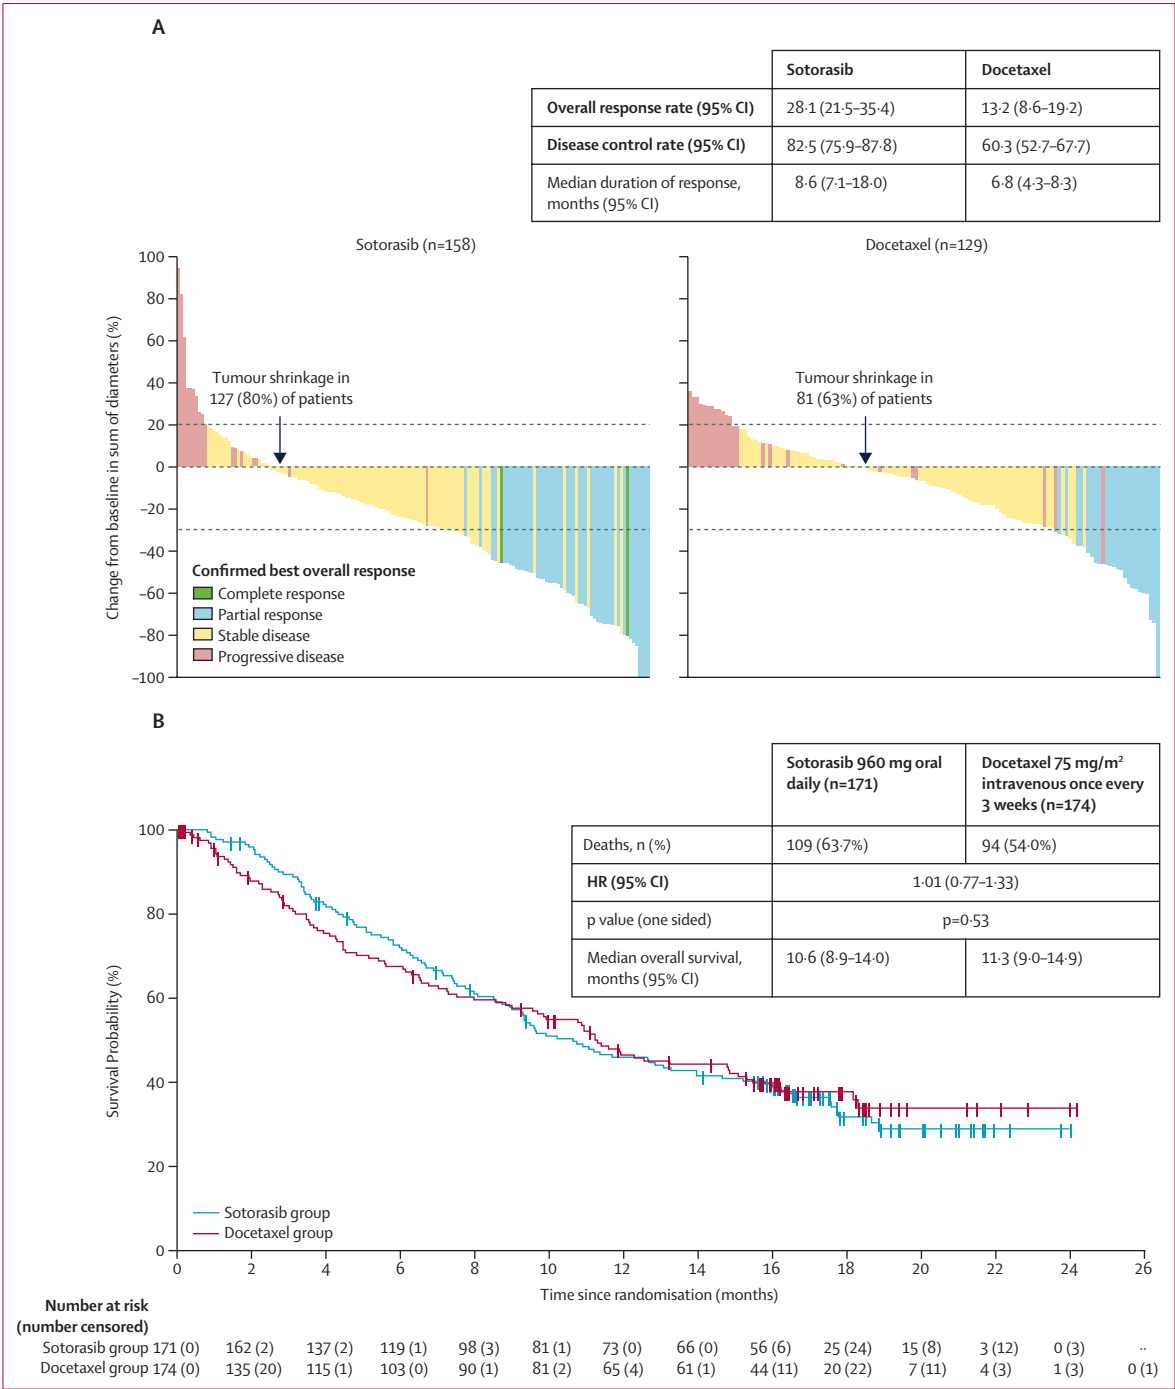 A
Sotorasib Docetaxel
Overall response rate (95% CI) 28·1 (21·5–35·4) 13·2 (8·6–19·2)
Disease control rate (95% CI) 82·5 (75·9–87·8) 60·3 (52·7–67·7)
Median duration of response, 8·6 (7·1–18·0) 6·8 (4·3–8·3)
months (95% CI)
Sotorasib (n=158) Docetaxel (n=129)
Change from baseline in sum of diameters (%)
100
80
60
40
20
0
–20
–40
–60
–80
–100
Tumour shrinkage in
127 (80%) of patients
Tumour shrinkage in
81 (63%) of patients
Confirmed best overall response
Complete response
Partial response
Stable disease
Progressive disease
B
Sotorasib 960 mg oral
daily (n=171)
Docetaxel 75 mg/m²
intravenous once every
3 weeks (n=174)
Deaths, n (%) 109 (63·7%) 94 (54·0%)
HR (95% CI) 1·01 (0·77–1·33)
p value (one sided) p=0·53
Median overall survival, 10·6 (8·9–14·0) 11·3 (9·0–14·9)
months (95% CI)
Survival Probability (%)
100
80
60
40
20
0
Sotorasib group
Docetaxel group
0 2 4 6 8 10 12 14 16 18 20 22 24 26
Time since randomisation (months)
Number at risk
(number censored)
Sotorasib group 171 (0) 162 (2) 137 (2) 119 (1) 98 (3) 81 (1) 73 (0) 66 (0) 56 (6) 25 (24) 15 (8) 3 (12) 0 (3) ··
Docetaxel group 174 (0) 135 (20) 115 (1) 103 (0) 90 (1) 81 (2) 65 (4) 61 (1) 44 (11) 20 (22) 7 (11) 4 (3) 1 (3) 0 (1)